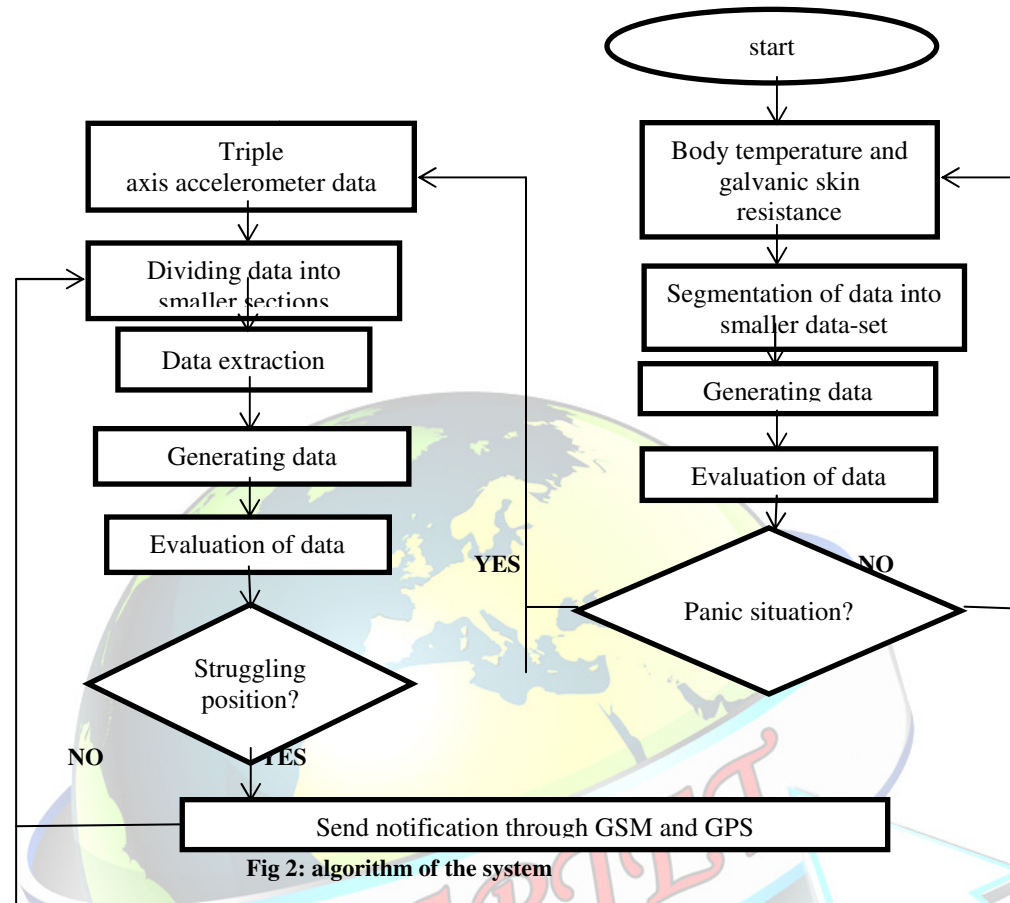 start
Body temperature and
galvanic skin
resistance
Segmentation of data into
smaller data-set
Generating data
Evaluation of data
Panic situation?
YES
NO
Triple
axis accelerometer data
Dividing data into
smaller sections
Data extraction
Generating data
Evaluation of data
Struggling
position?
NO
YES
Send notification through GSM and GPS
Fig 2: algorithm of the system